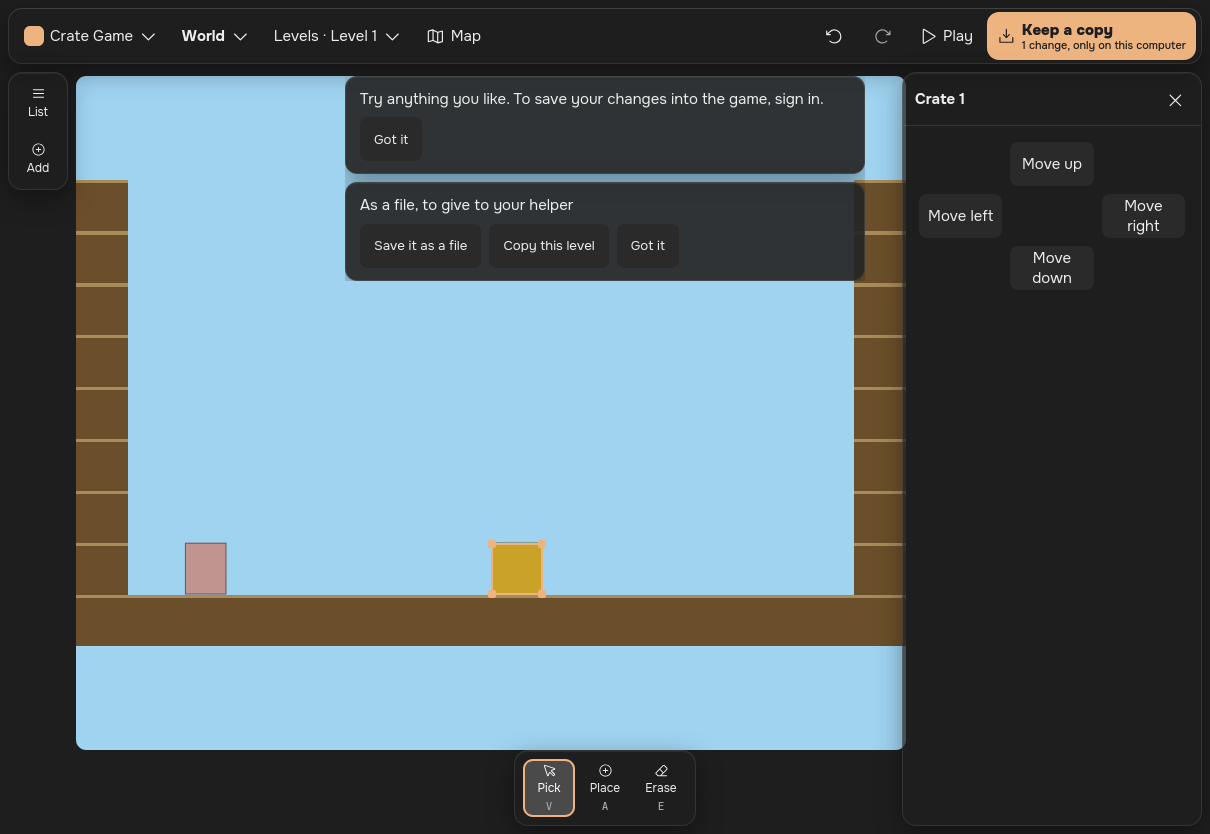 Crate Game
World
Levels · Level 1
Map
Play
Keep a copy
1 change, only on this computer
List
Add
Try anything you like. To save your changes into the game, sign in.
Got it
As a file, to give to your helper
Save it as a file
Copy this level
Got it
Crate 1
Move up
Move left
Move
right
Move
down
Pick
V
Place
A
Erase
E